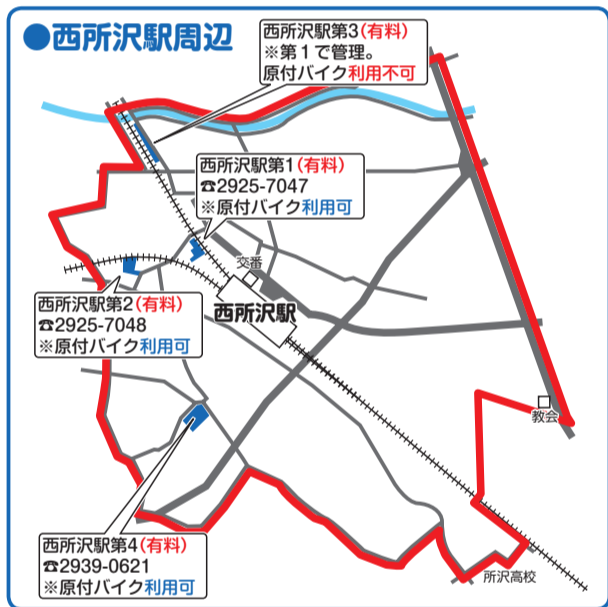 ●西所沢駅周辺
西所沢駅第3(有料)
※第1で管理。
原付バイク利用不可
西所沢駅第1(有料)
☎2925-7047
※原付バイク利用可
交番
西所沢駅
西所沢駅第2(有料)
☎2925-7048
※原付バイク利用可
教会
西所沢駅第4(有料)
☎2939-0621
※原付バイク利用可
所沢高校